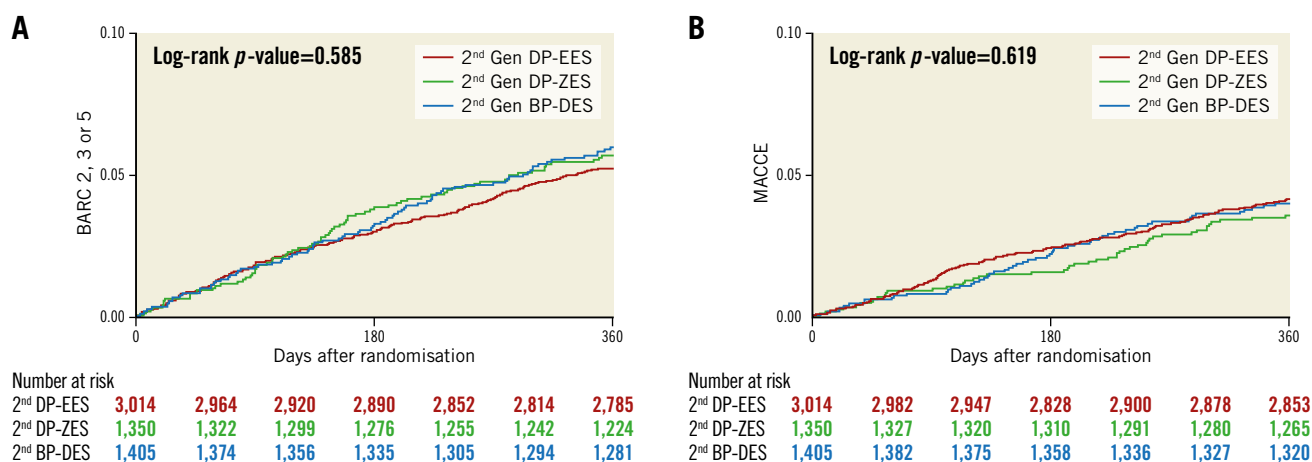 A
0.10
Log-rank p-value=0.585
2nd Gen DP-EES
2nd Gen DP-ZES
2nd Gen BP-DES
BARC 2, 3 or 5
0.05
0.00
0 180 360
Days after randomisation
Number at risk
2nd DP-EES 3,014 2,964 2,920 2,890 2,852 2,814 2,785
2nd DP-ZES 1,350 1,322 1,299 1,276 1,255 1,242 1,224
2nd BP-DES 1,405 1,374 1,356 1,335 1,305 1,294 1,281
B
0.10
Log-rank p-value=0.619
2nd Gen DP-EES
2nd Gen DP-ZES
2nd Gen BP-DES
MACCE
0.05
0.00
0 180 360
Days after randomisation
Number at risk
2nd DP-EES 3,014 2,982 2,947 2,828 2,900 2,878 2,853
2nd DP-ZES 1,350 1,327 1,320 1,310 1,291 1,280 1,265
2nd BP-DES 1,405 1,382 1,375 1,358 1,336 1,327 1,320